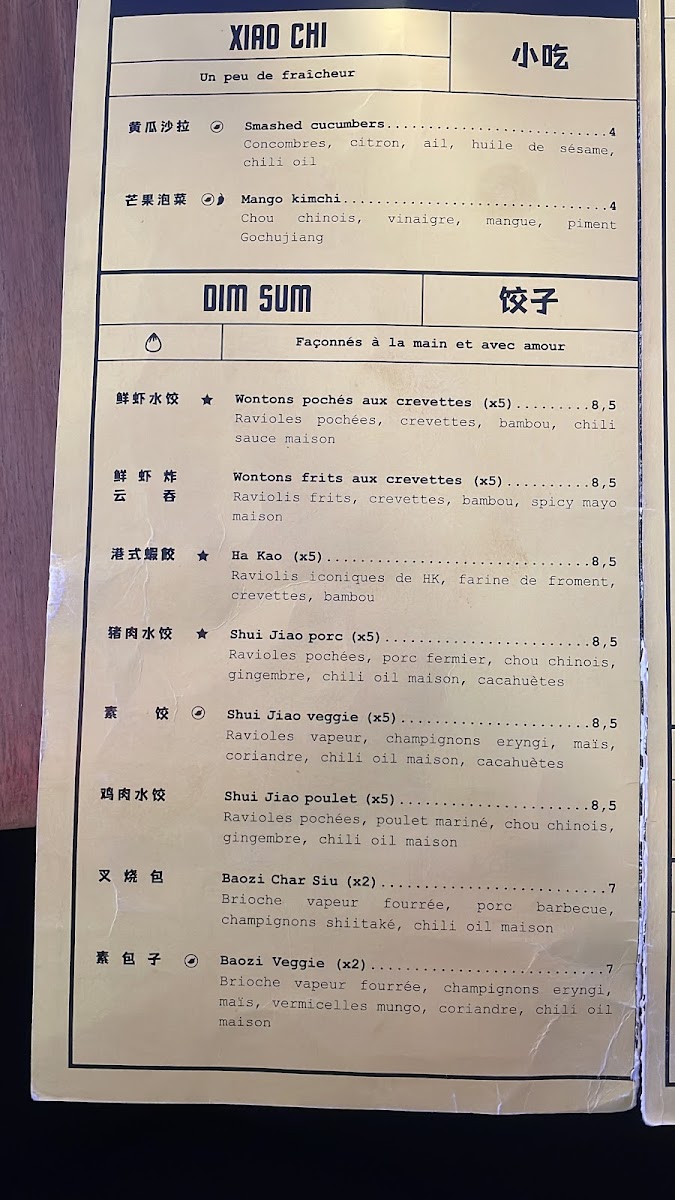 XIAO CHI
小吃
Un peu de fraîcheur
黄瓜沙拉 Smashed cucumbers............................4
Concombres, citron, ail, huile de sésame,
chili oil
芒果泡菜 Mango kimchi.................................4
Chou chinois, vinaigre, mangue, piment
Gochujiang
DIM SUM
饺子
Façonnés à la main et avec amour
鲜虾水饺 ★ Wontons pochés aux crevettes (x5).........8,5
Ravioles pochées, crevettes, bambou, chili
sauce maison
鲜虾炸 Wontons frits aux crevettes (x5)..........8,5
云吞 Raviolis frits, crevettes, bambou, spicy mayo
maison
港式蝦餃 ★ Ha Kao (x5)................................8,5
Raviolis iconiques de HK, farine de froment,
crevettes, bambou
猪肉水饺 ★ Shui Jiao porc (x5).........................8,5
Ravioles pochées, porc fermier, chou chinois,
gingembre, chili oil maison, cacahuètes
素饺 Shui Jiao veggie (x5).......................8,5
Ravioles vapeur, champignons eryngi, maïs,
coriandre, chili oil maison, cacahuètes
鸡肉水饺 Shui Jiao poulet (x5).......................8,5
Ravioles pochées, poulet mariné, chou chinois,
gingembre, chili oil maison
叉烧包 Baozi Char Siu (x2)............................7
Brioche vapeur fourrée, porc barbecue,
champignons shiitaké, chili oil maison
素包子 Baozi Veggie (x2).............................7
Brioche vapeur fourrée, champignons eryngi,
maïs, vermicelles mungo, coriandre, chili oil
maison